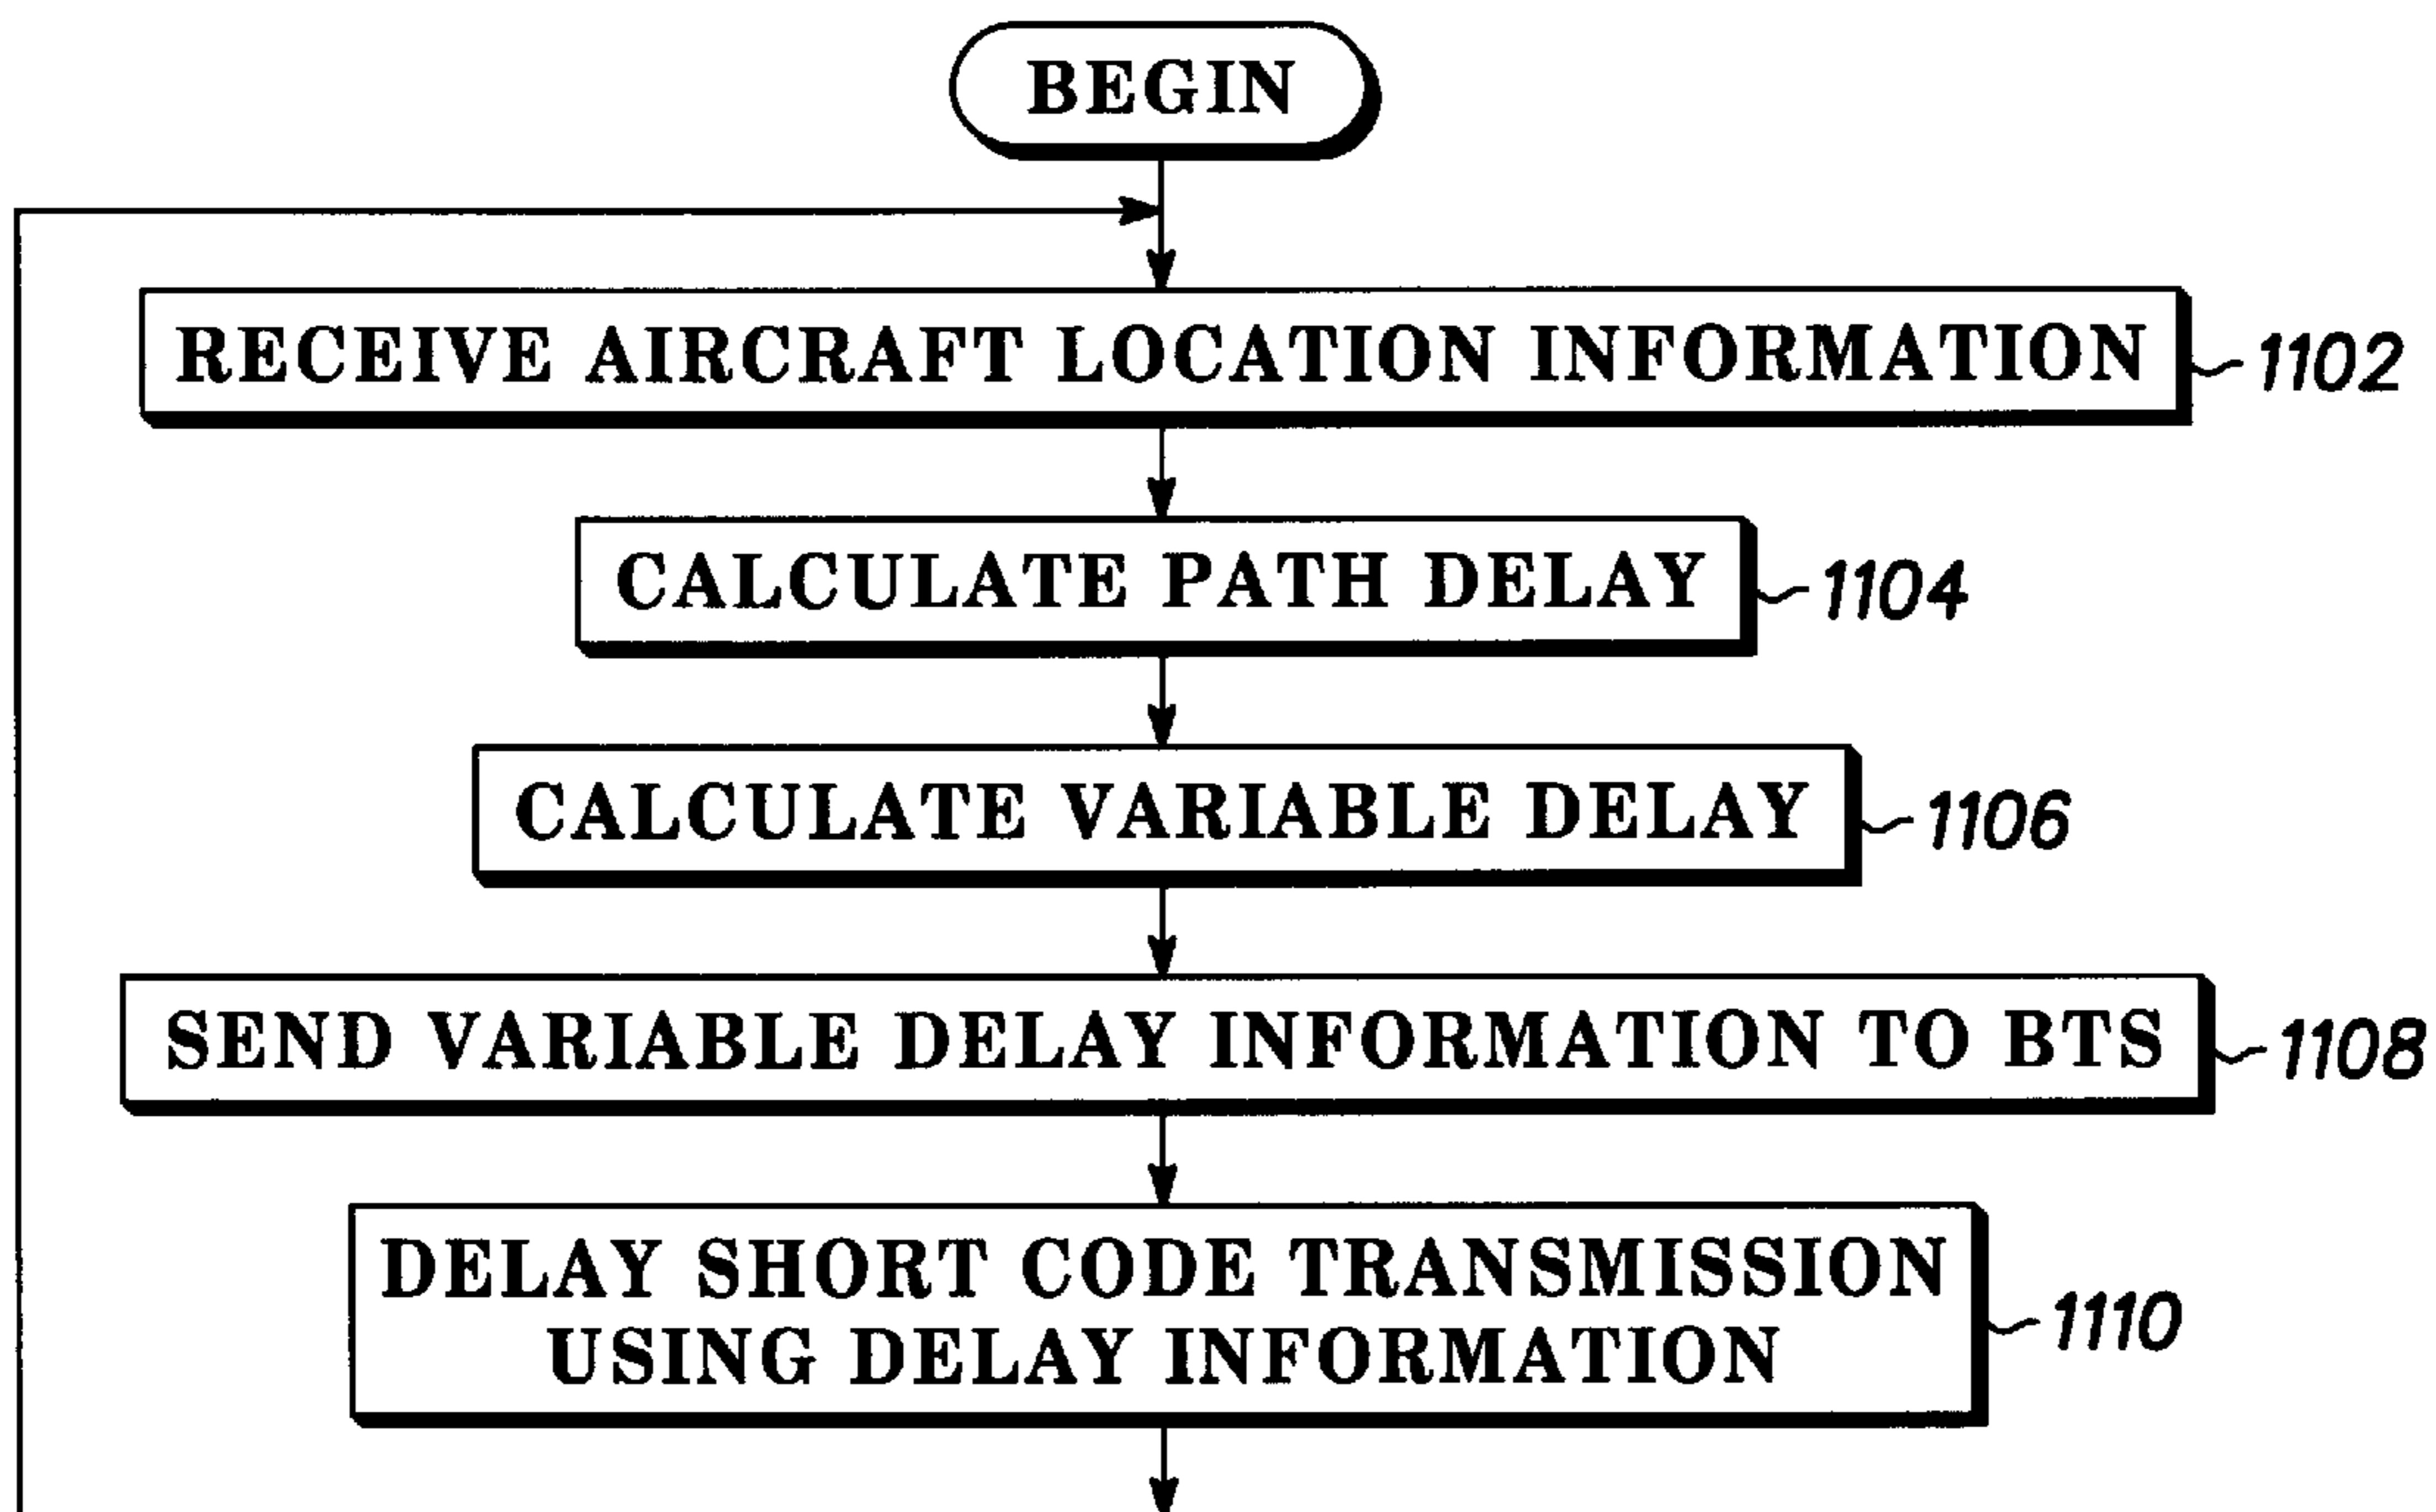 BEGIN
RECEIVE AIRCRAFT LOCATION INFORMATION
1102
CALCULATE PATH DELAY
1104
CALCULATE VARIABLE DELAY
1106
SEND VARIABLE DELAY INFORMATION TO BTS
1108
DELAY SHORT CODE TRANSMISSION
USING DELAY INFORMATION
1110